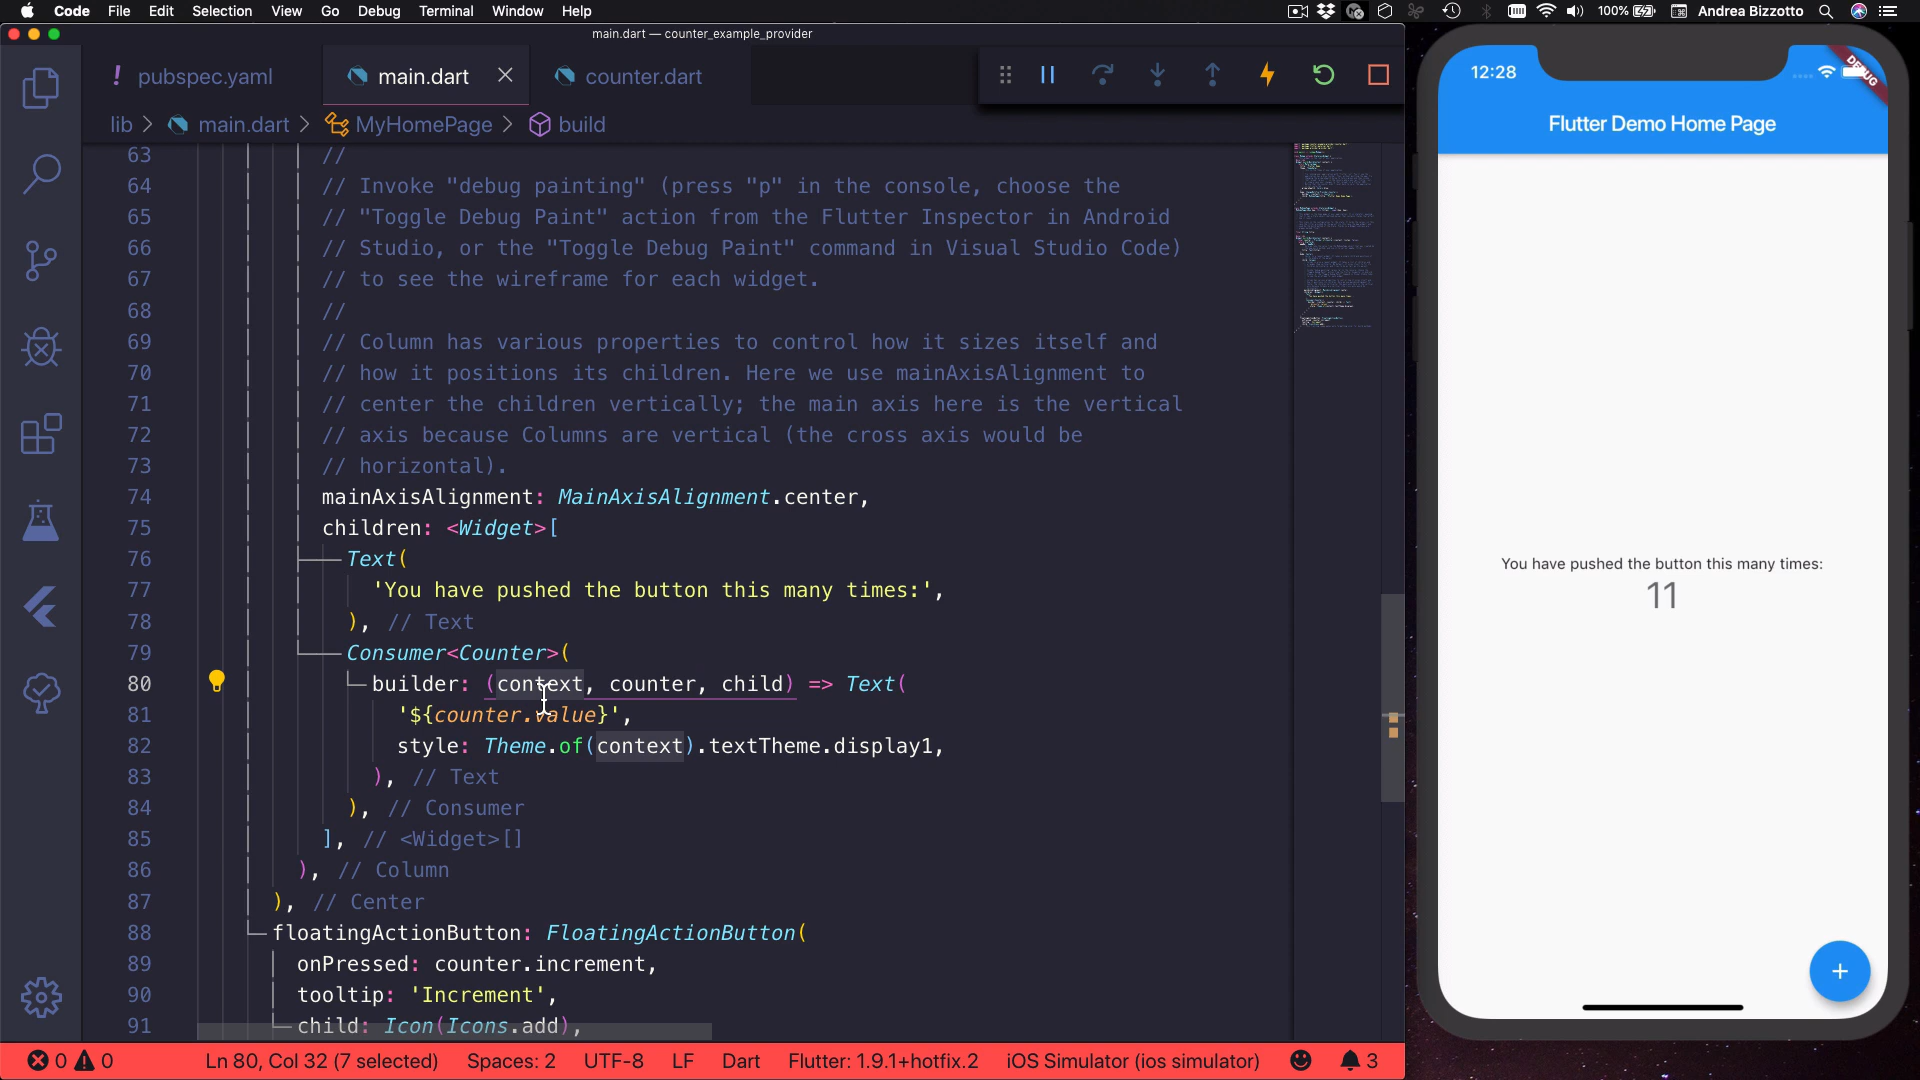 Code File Edit Selection View Go Debug Terminal Window Help 100% Andrea Bizzotto
main.dart — counter_example_provider
! pubspec.yaml main.dart counter.dart
lib > main.dart > MyHomePage > build
63 //
64 // Invoke "debug painting" (press "p" in the console, choose the
65 // "Toggle Debug Paint" action from the Flutter Inspector in Android
66 // Studio, or the "Toggle Debug Paint" command in Visual Studio Code)
67 // to see the wireframe for each widget.
68 //
69 // Column has various properties to control how it sizes itself and
70 // how it positions its children. Here we use mainAxisAlignment to
71 // center the children vertically; the main axis here is the vertical
72 // axis because Columns are vertical (the cross axis would be
73 // horizontal).
74 mainAxisAlignment: MainAxisAlignment.center,
75 children: <Widget>[
76 Text(
77 'You have pushed the button this many times:',
78 ), // Text
79 Consumer<Counter>(
80 builder: (context, counter, child) => Text(
81 '${counter.value}',
82 style: Theme.of(context).textTheme.display1,
83 ), // Text
84 ), // Consumer
85 ], // <Widget>[]
86 ), // Column
87 ), // Center
88 floatingActionButton: FloatingActionButton(
89 onPressed: counter.increment,
90 tooltip: 'Increment',
91 child: Icon(Icons.add),
0 0 Ln 80, Col 32 (7 selected) Spaces: 2 UTF-8 LF Dart Flutter: 1.9.1+hotfix.2 iOS Simulator (ios simulator) 3
12:28
DEBUG
Flutter Demo Home Page
You have pushed the button this many times:
11
+